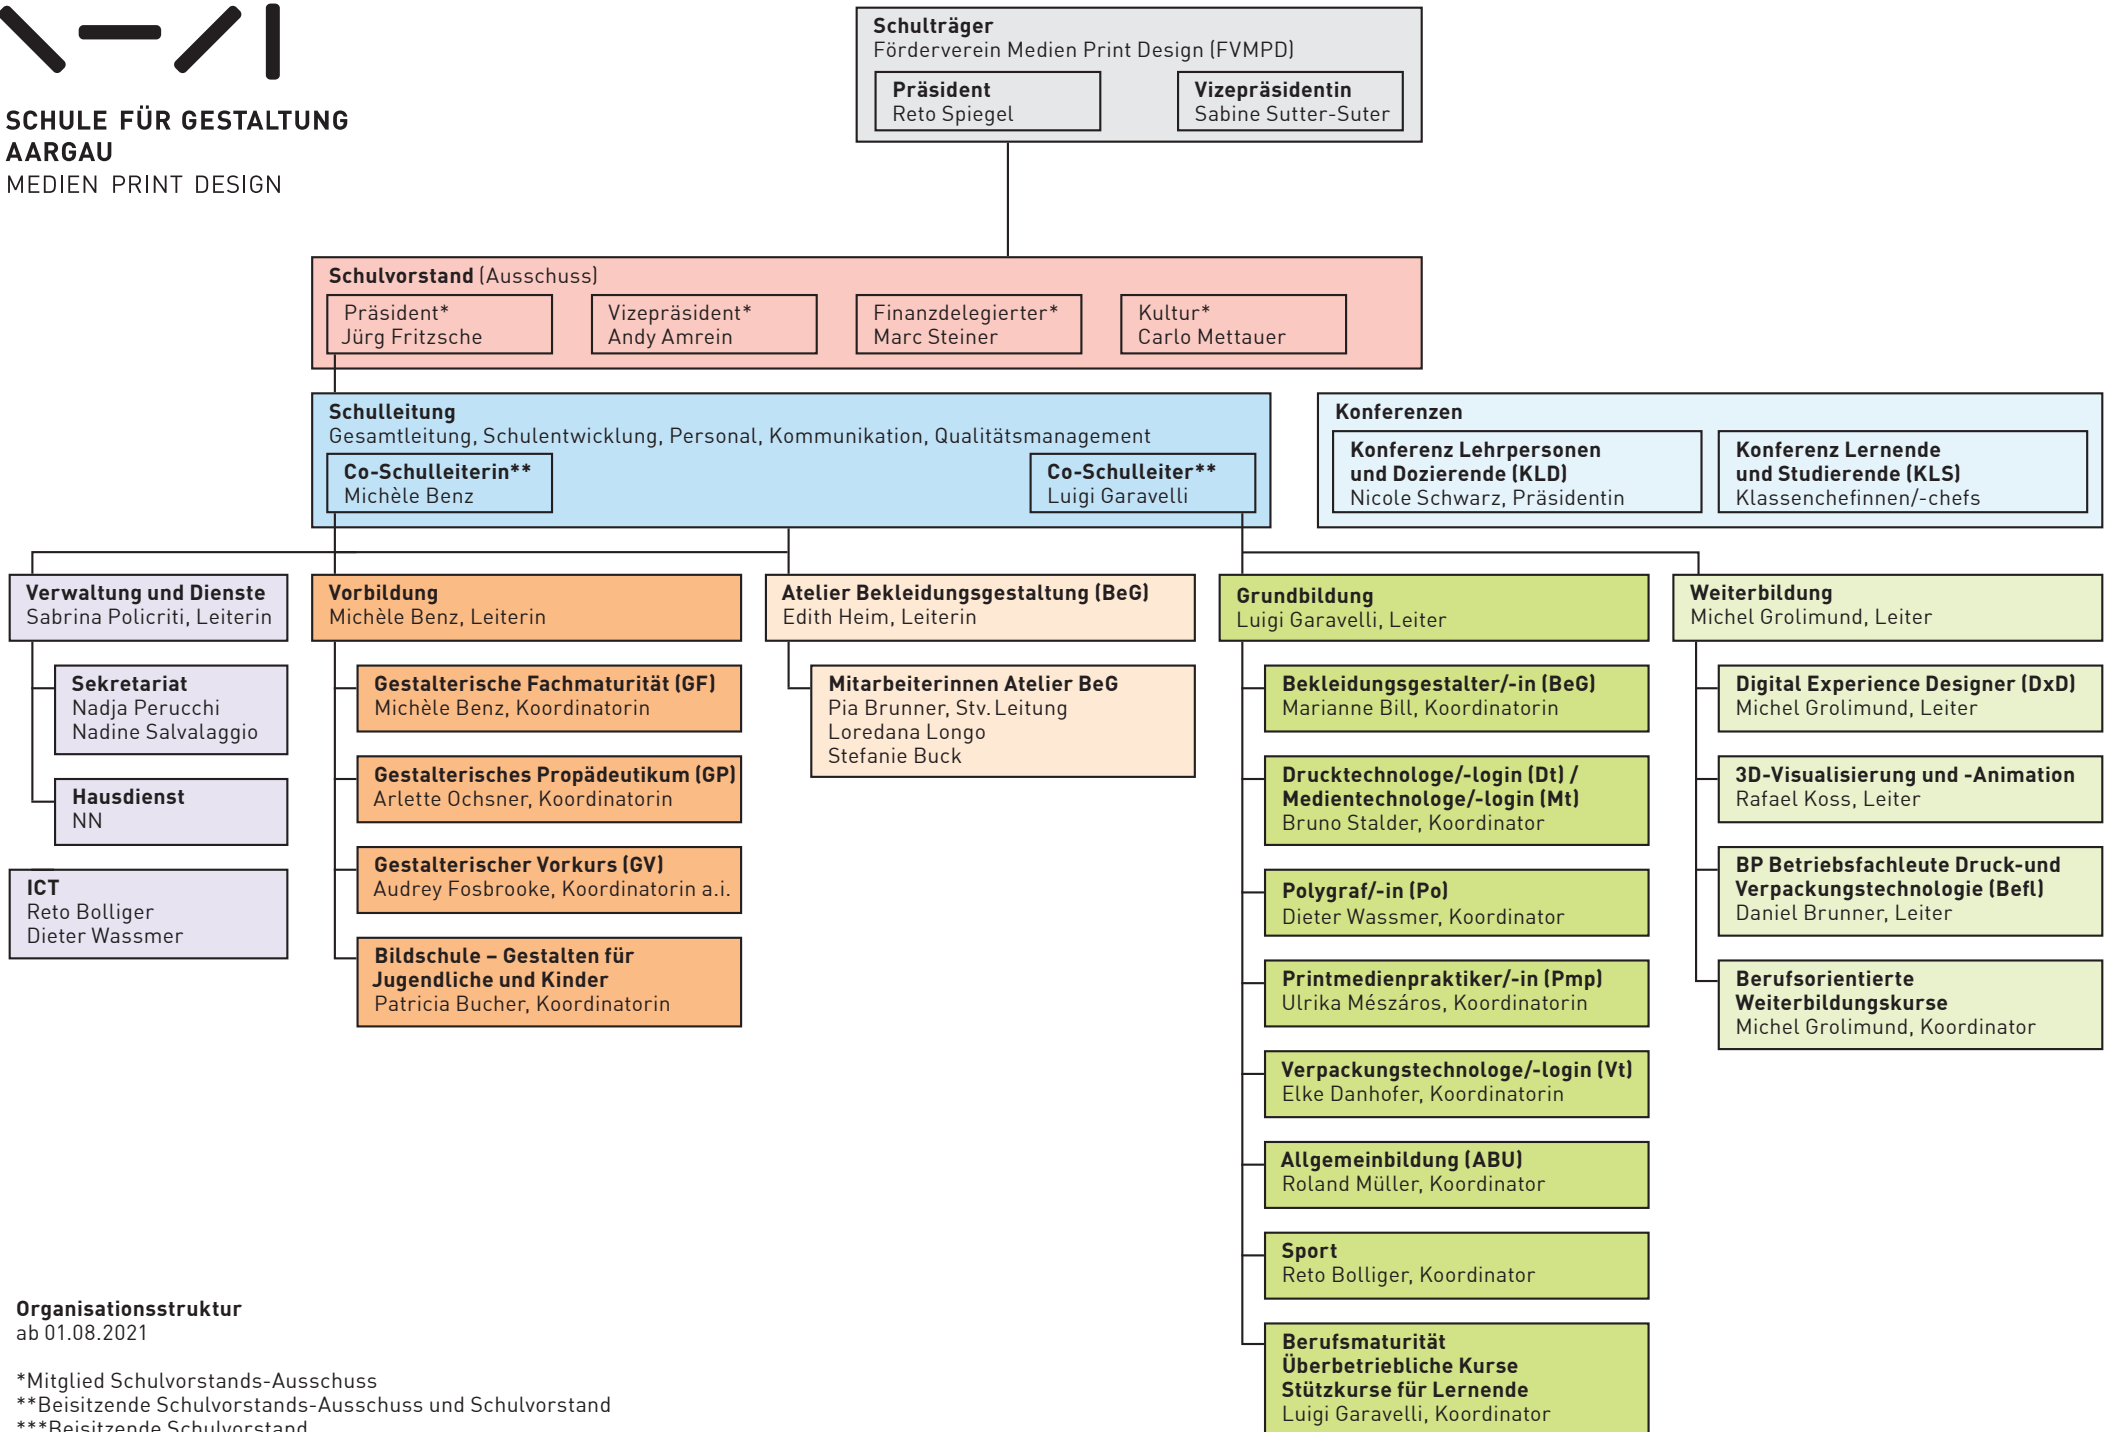 SCHULE FÜR GESTALTUNG
AARGAU
MEDIEN PRINT DESIGN
Schulträger
Förderverein Medien Print Design (FVMPD)
Präsident
Reto Spiegel
Vizepräsidentin
Sabine Sutter-Suter
Schulvorstand (Ausschuss)
Präsident*
Jürg Fritzsche
Vizepräsident*
Andy Amrein
Finanzdelegierter*
Marc Steiner
Kultur*
Carlo Mettauer
Schulleitung
Gesamtleitung, Schulentwicklung, Personal, Kommunikation, Qualitätsmanagement
Co-Schulleiterin**
Michèle Benz
Co-Schulleiter**
Luigi Garavelli
Konferenzen
Konferenz Lehrpersonen
und Dozierende (KLD)
Nicole Schwarz, Präsidentin
Konferenz Lernende
und Studierende (KLS)
Klassenchefinnen/-chefs
Verwaltung und Dienste
Sabrina Policriti, Leiterin
Sekretariat
Nadja Perucchi
Nadine Salvalaggio
Hausdienst
NN
ICT
Reto Bolliger
Dieter Wassmer
Vorbildung
Michèle Benz, Leiterin
Gestalterische Fachmaturität (GF)
Michèle Benz, Koordinatorin
Gestalterisches Propädeutikum (GP)
Arlette Ochsner, Koordinatorin
Gestalterischer Vorkurs (GV)
Audrey Fosbrooke, Koordinatorin a.i.
Bildschule – Gestalten für
Jugendliche und Kinder
Patricia Bucher, Koordinatorin
Atelier Bekleidungsgestaltung (BeG)
Edith Heim, Leiterin
Mitarbeiterinnen Atelier BeG
Pia Brunner, Stv. Leitung
Loredana Longo
Stefanie Buck
Grundbildung
Luigi Garavelli, Leiter
Bekleidungsgestalter/-in (BeG)
Marianne Bill, Koordinatorin
Drucktechnologe/-login (Dt) /
Medientechnologe/-login (Mt)
Bruno Stalder, Koordinator
Polygraf/-in (Po)
Dieter Wassmer, Koordinator
Printmedienpraktiker/-in (Pmp)
Ulrika Mészáros, Koordinatorin
Verpackungstechnologe/-login (Vt)
Elke Danhofer, Koordinatorin
Allgemeinbildung (ABU)
Roland Müller, Koordinator
Sport
Reto Bolliger, Koordinator
Berufsmaturität
Überbetriebliche Kurse
Stützkurse für Lernende
Luigi Garavelli, Koordinator
Weiterbildung
Michel Grolimund, Leiter
Digital Experience Designer (DxD)
Michel Grolimund, Leiter
3D-Visualisierung und -Animation
Rafael Koss, Leiter
BP Betriebsfachleute Druck-und
Verpackungstechnologie (Befl)
Daniel Brunner, Leiter
Berufsorientierte
Weiterbildungskurse
Michel Grolimund, Koordinator
Organisationsstruktur
ab 01.08.2021
*Mitglied Schulvorstands-Ausschuss
**Beisitzende Schulvorstands-Ausschuss und Schulvorstand
***Beisitzende Schulvorstand